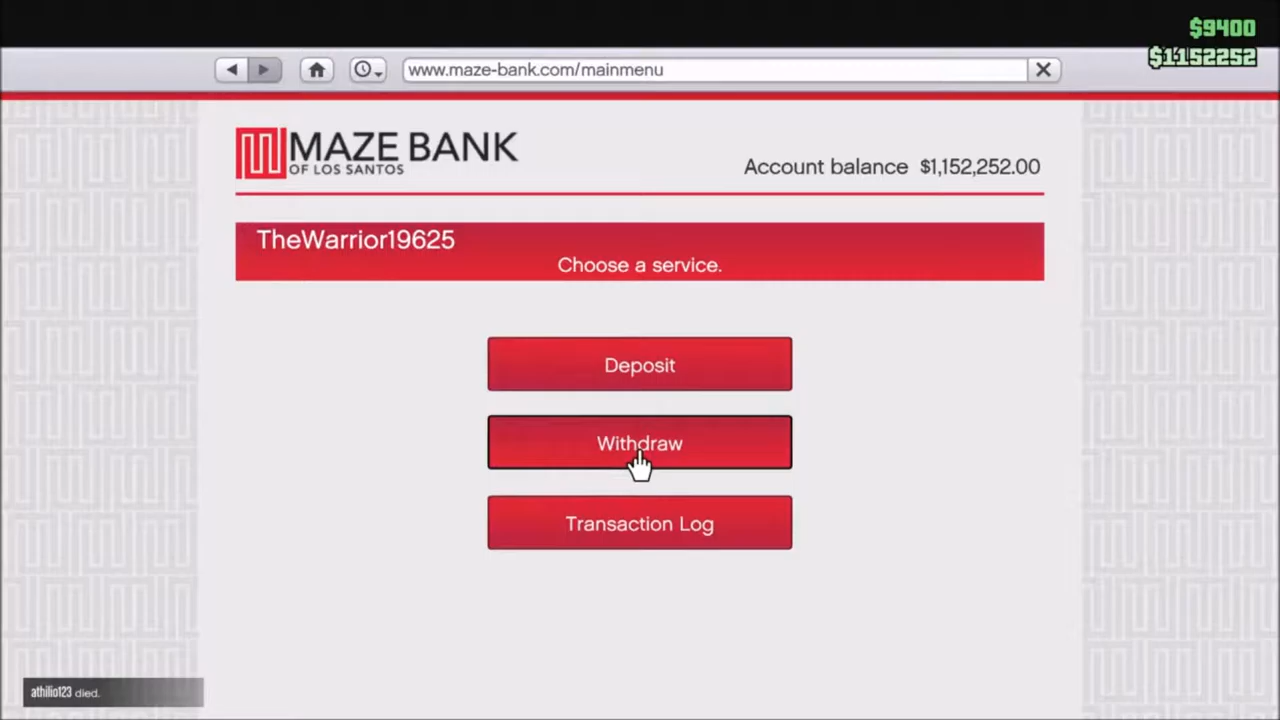 $9400
$1152252
www.maze-bank.com/mainmenu
MAZE BANK
OF LOS SANTOS
Account balance $1,152,252.00
TheWarrior19625
Choose a service.
Deposit
Withdraw
Transaction Log
athilio123 died.